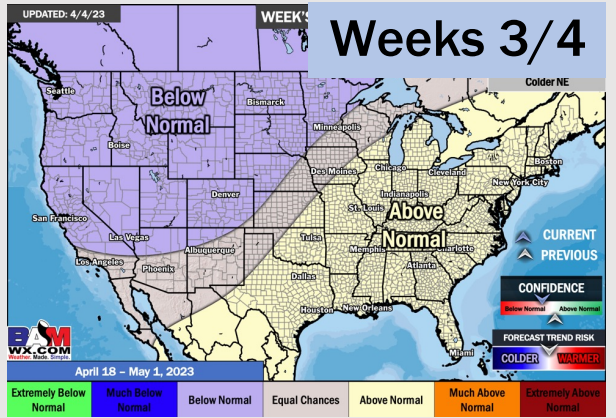 UPDATED: 4/4/23
WEEK'S
Weeks 3/4
Colder NE
Seattle
Below
Normal
Bismarck
Minneapolis
Boise
Boston
Chicago
Cleveland
Des Moines
New York City
Denver
Indianapolis
San Francisco
St. Louis
Above
Normal
Las Vegas
Tulsa
Memphis
Charlotte
CURRENT
PREVIOUS
Albuquerque
Los Angeles
Phoenix
Atlanta
Dallas
CONFIDENCE
Below Normal
Above Normal
Houston
New Orleans
FORECAST TREND RISK
COLDER
WARMER
Miami
BAM
WX.COM
Weather. Made. Simple.
April 18 – May 1, 2023
Extremely Below
Normal
Much Below
Normal
Below Normal
Equal Chances
Above Normal
Much Above
Normal
Extremely Above
Normal